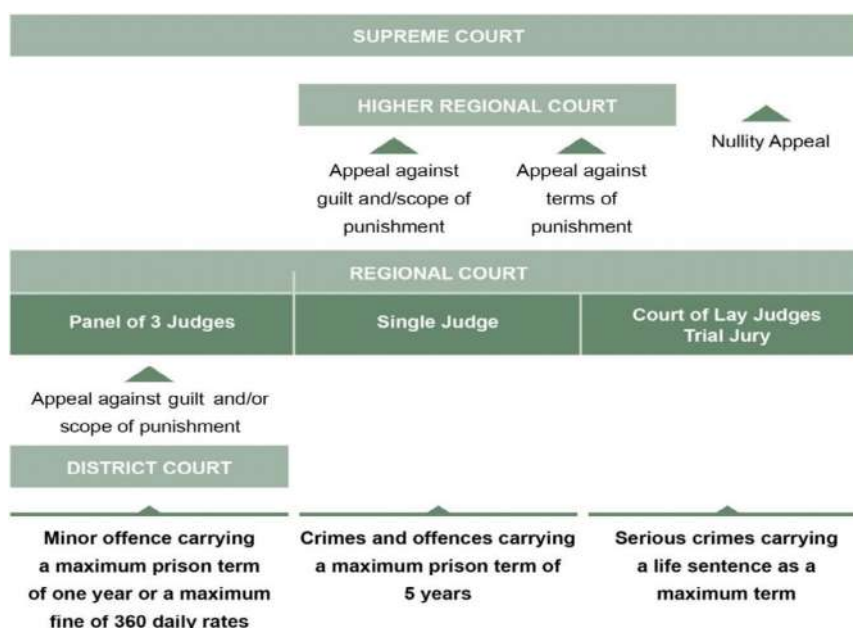 SUPREME COURT
HIGHER REGIONAL COURT
Nullity Appeal
Appeal against
guilt and/scope of
punishment
Appeal against
terms of
punishment
REGIONAL COURT
Panel of 3 Judges
Single Judge
Court of Lay Judges
Trial Jury
Appeal against guilt and/or
scope of punishment
DISTRICT COURT
Minor offence carrying
a maximum prison term
of one year or a maximum
fine of 360 daily rates
Crimes and offences carrying
a maximum prison term of
5 years
Serious crimes carrying
a life sentence as a
maximum term